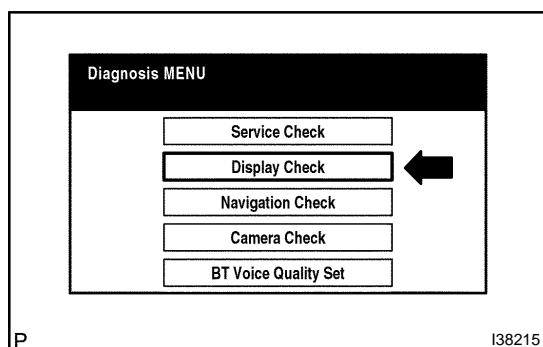 Diagnosis MENU
Service Check
Display Check
Navigation Check
Camera Check
BT Voice Quality Set
P
I38215